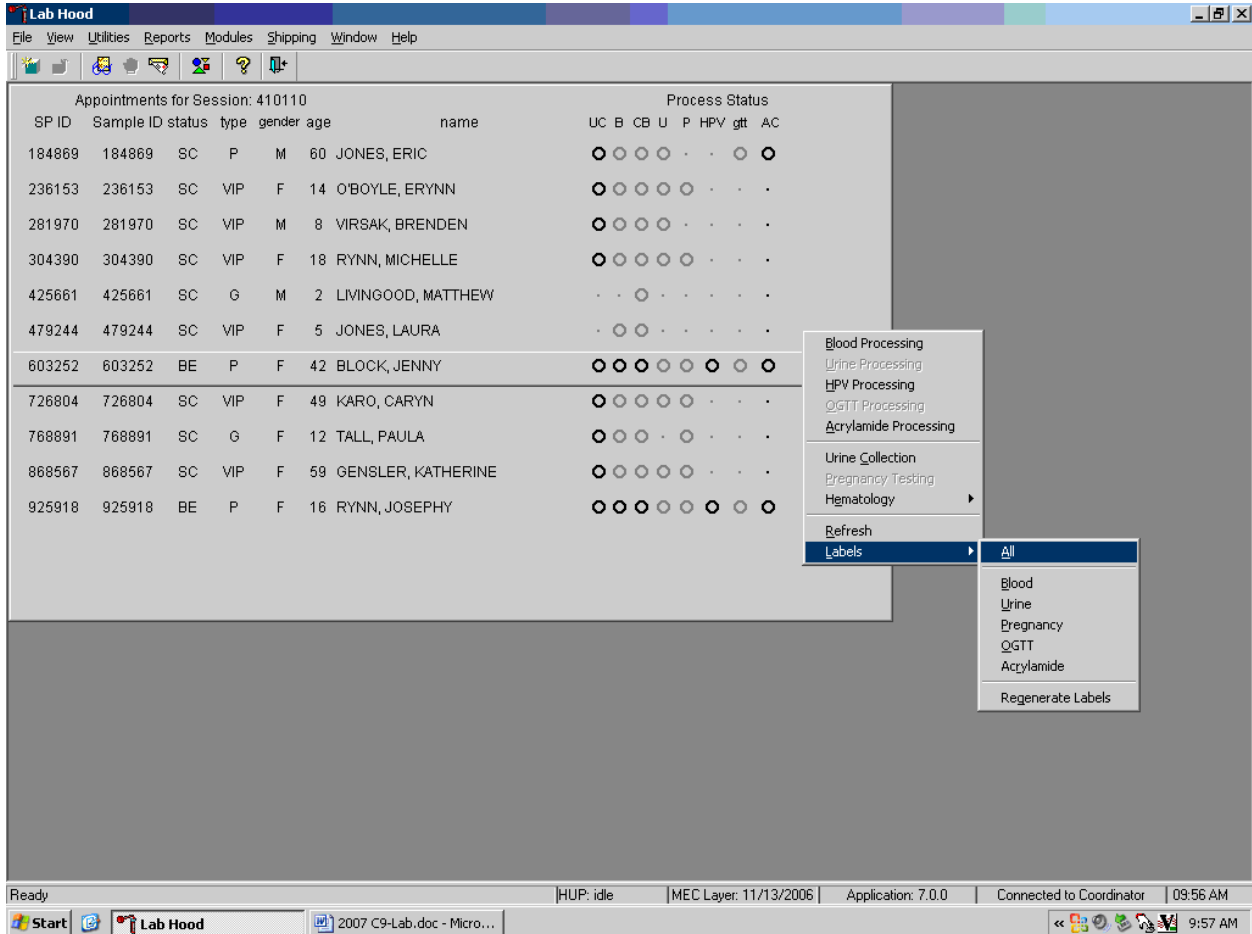 Lab Hood
File View Utilities Reports Modules Shipping Window Help
Appointments for Session: 410110 Process Status
SP ID Sample ID status type gender age name UC B CB U P HPV gtt AC
184869 184869 SC P M 60 JONES, ERIC
236153 236153 SC VIP F 14 O'BOYLE, ERYNN
281970 281970 SC VIP M 8 VIRSAK, BRENDEN
304390 304390 SC VIP F 18 RYNN, MICHELLE
425661 425661 SC G M 2 LIVINGOOD, MATTHEW
479244 479244 SC VIP F 5 JONES, LAURA
603252 603252 BE P F 42 BLOCK, JENNY
726804 726804 SC VIP F 49 KARO, CARYN
768891 768891 SC G F 12 TALL, PAULA
868567 868567 SC VIP F 59 GENSLER, KATHERINE
925918 925918 BE P F 16 RYNN, JOSEPHY
Blood Processing
Urine Processing
HPV Processing
OGTT Processing
Acrylamide Processing
Urine Collection
Pregnancy Testing
Hematology
Refresh
Labels
All
Blood
Urine
Pregnancy
OGTT
Acrylamide
Regenerate Labels
Ready HUP: idle MEC Layer: 11/13/2006 Application: 7.0.0 Connected to Coordinator 09:56 AM
Start Lab Hood 2007 C9-Lab.doc - Micro... « 9:57 AM